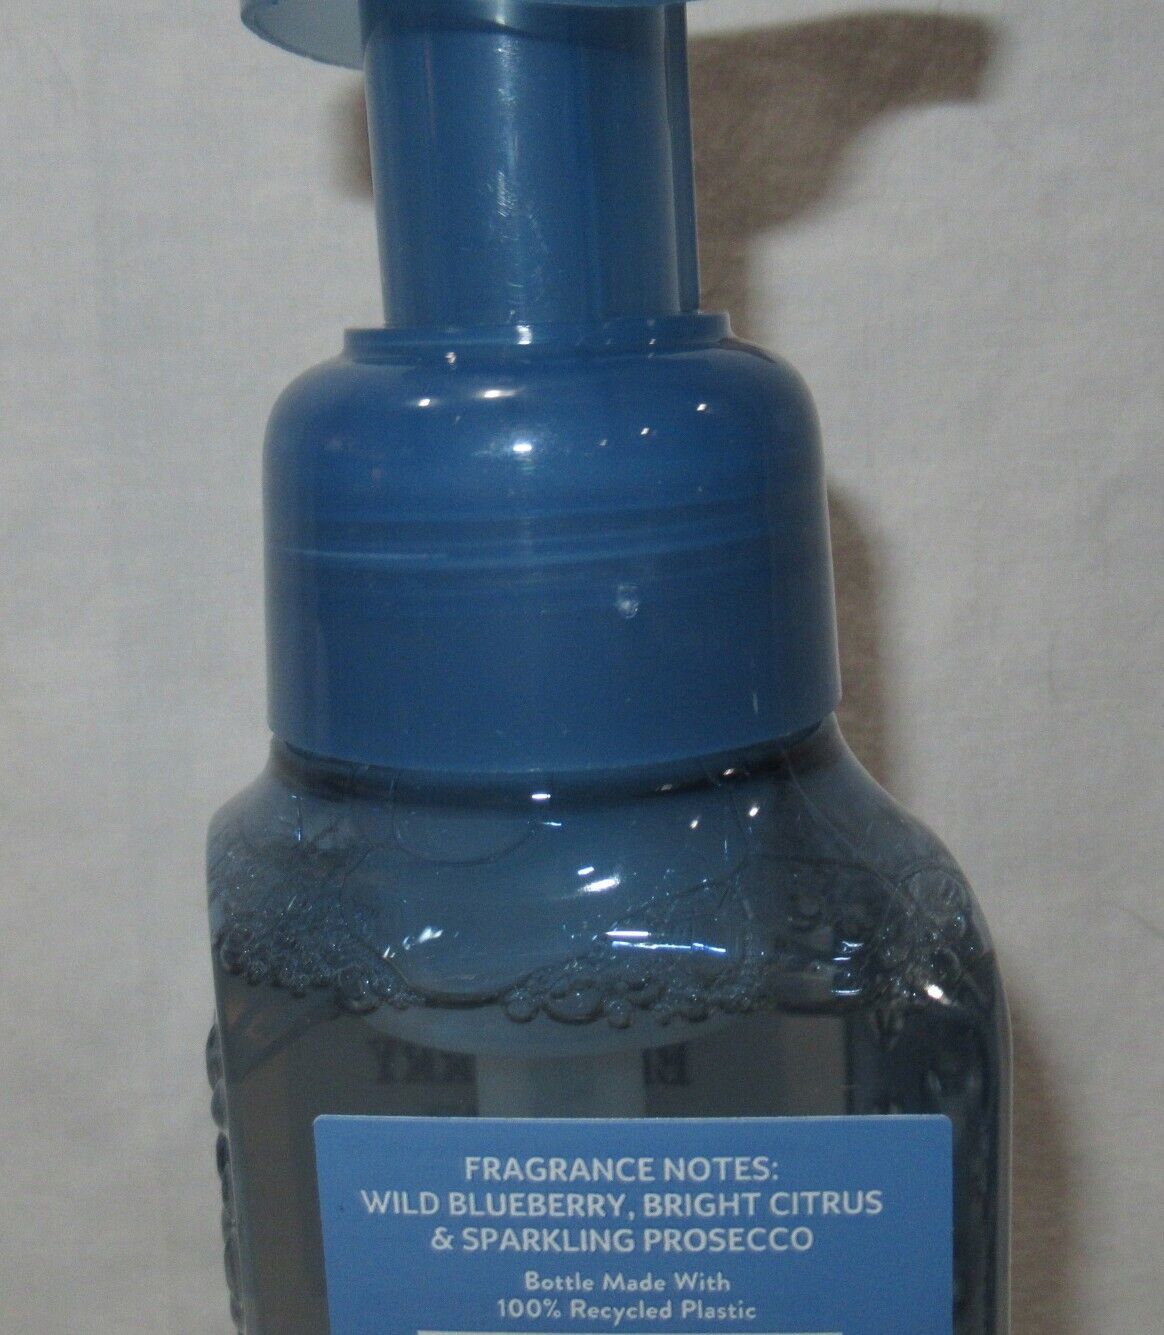 FRAGRANCE NOTES:
WILD BLUEBERRY, BRIGHT CITRUS
& SPARKLING PROSECCO
Bottle Made With
100% Recycled Plastic